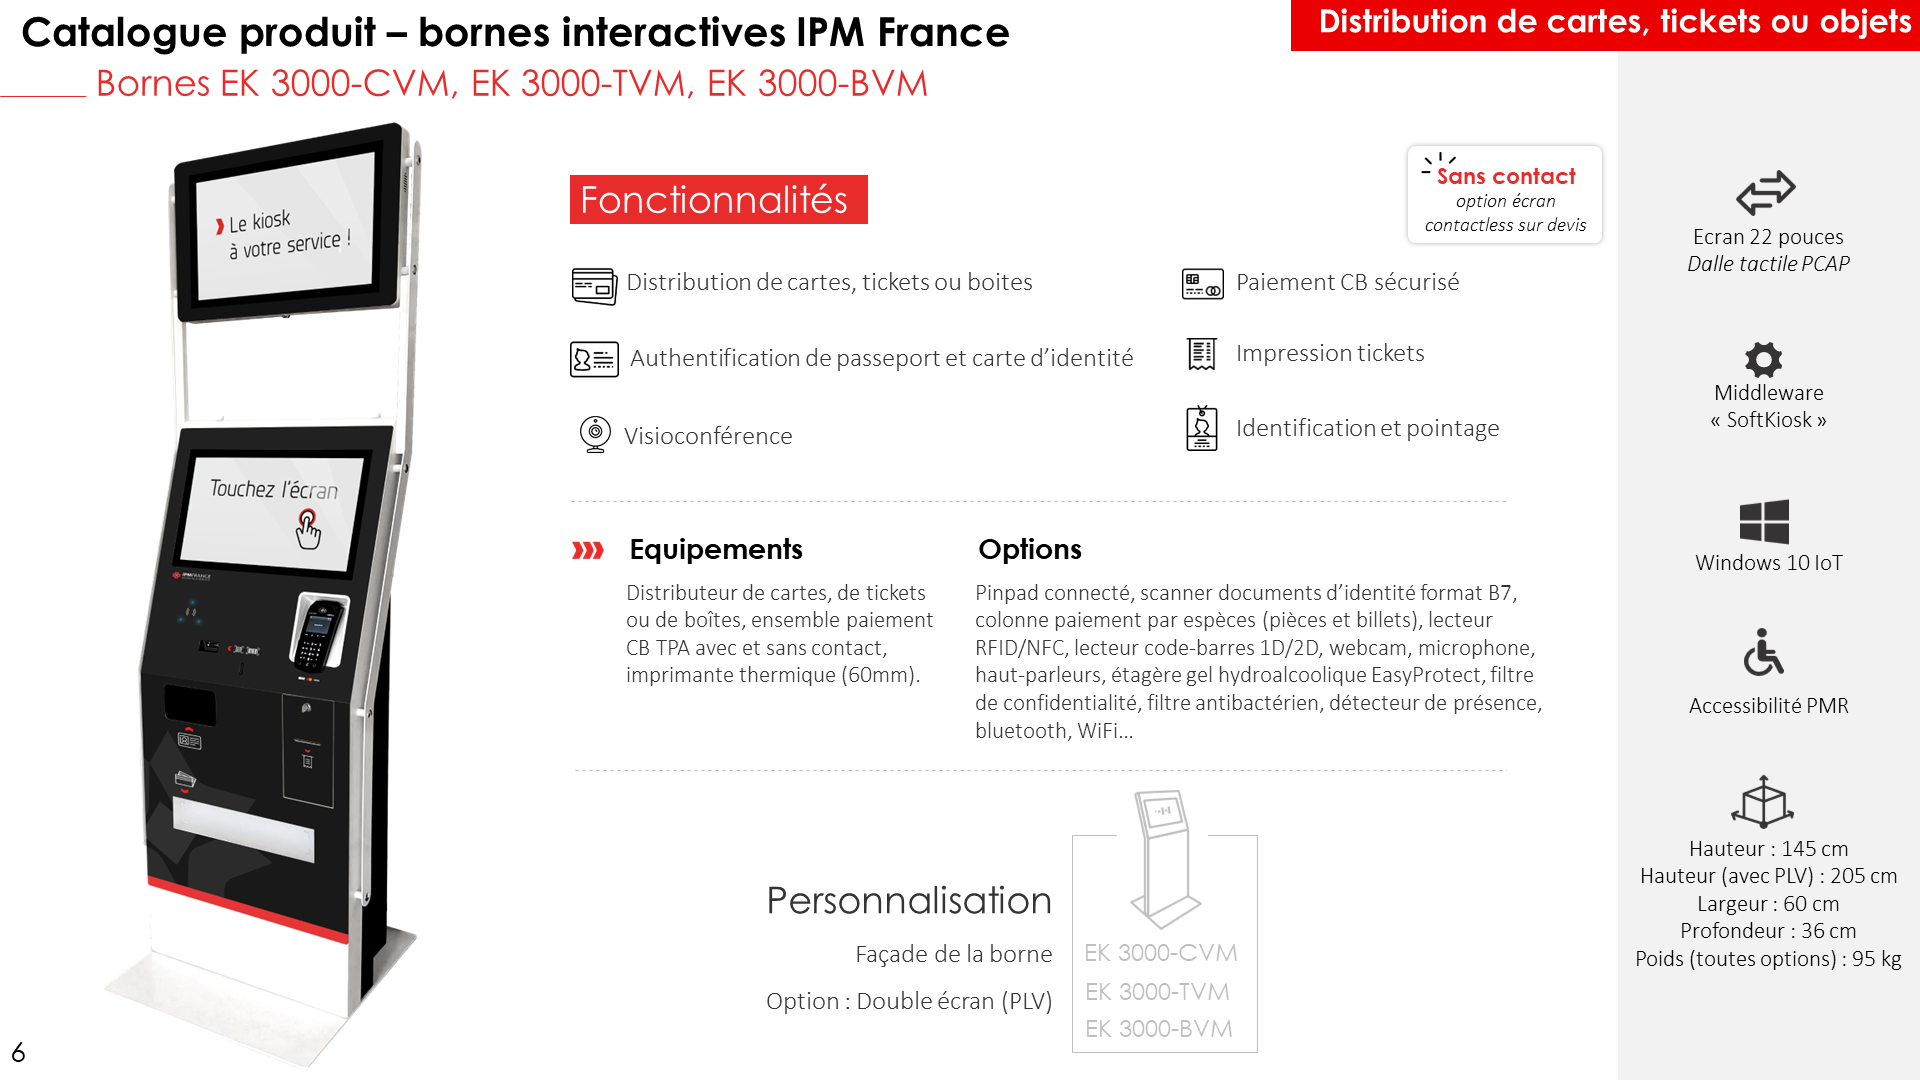 Catalogue produit – bornes interactives IPM France
Distribution de cartes, tickets ou objets
Bornes EK 3000-CVM, EK 3000-TVM, EK 3000-BVM
Le kiosk
à votre service !
Touchez l'écran
IPMFRANCE
Fonctionnalités
Sans contact
option écran
contactless sur devis
Distribution de cartes, tickets ou boites
Paiement CB sécurisé
Authentification de passeport et carte d'identité
Impression tickets
Visioconférence
Identification et pointage
Equipements
Distributeur de cartes, de tickets
ou de boîtes, ensemble paiement
CB TPA avec et sans contact,
imprimante thermique (60mm).
Options
Pinpad connecté, scanner documents d'identité format B7,
colonne paiement par espèces (pièces et billets), lecteur
RFID/NFC, lecteur code-barres 1D/2D, webcam, microphone,
haut-parleurs, étagère gel hydroalcoolique EasyProtect, filtre
de confidentialité, filtre antibactérien, détecteur de présence,
bluetooth, WiFi...
Personnalisation
Façade de la borne
Option : Double écran (PLV)
EK 3000-CVM
EK 3000-TVM
EK 3000-BVM
Ecran 22 pouces
Dalle tactile PCAP
Middleware
« SoftKiosk »
Windows 10 IoT
Accessibilité PMR
Hauteur : 145 cm
Hauteur (avec PLV) : 205 cm
Largeur : 60 cm
Profondeur : 36 cm
Poids (toutes options) : 95 kg
6